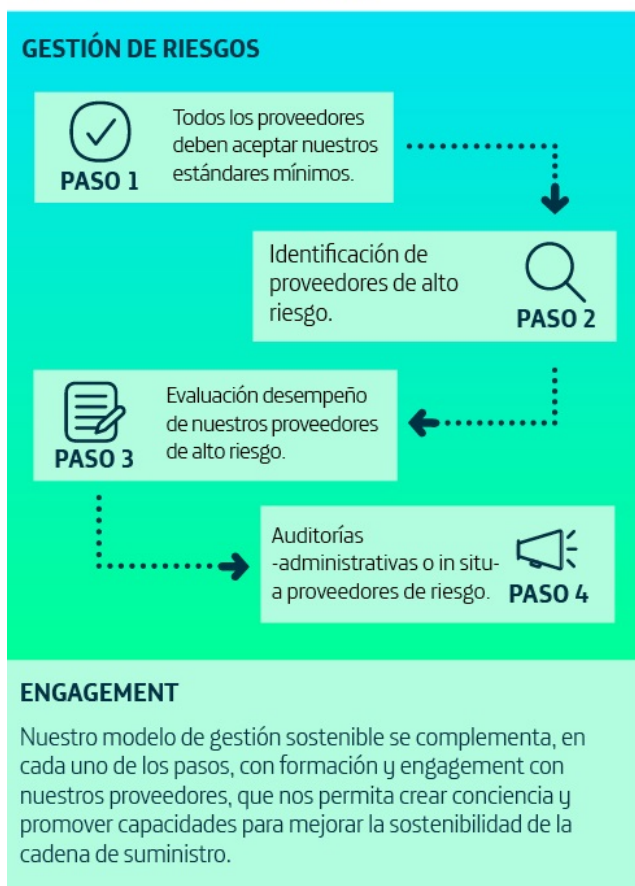 GESTIÓN DE RIESGOS
Todos los proveedores
deben aceptar nuestros
estándares mínimos.
PASO 1
Identificación de
proveedores de alto
riesgo.
PASO 2
Evaluación desempeño
de nuestros proveedores
de alto riesgo.
PASO 3
Auditorías
-administrativas o in situ-
a proveedores de riesgo.
PASO 4
ENGAGEMENT
Nuestro modelo de gestión sostenible se complementa, en
cada uno de los pasos, con formación y engagement con
nuestros proveedores, que nos permita crear conciencia y
promover capacidades para mejorar la sostenibilidad de la
cadena de suministro.